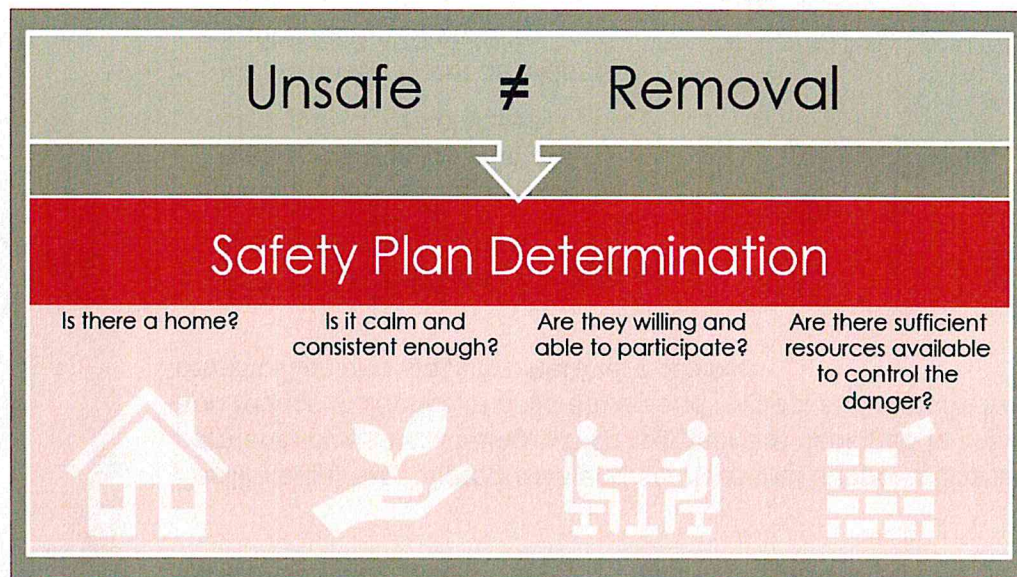 Unsafe ≠ Removal
Safety Plan Determination
Is there a home?
Is it calm and
consistent enough?
Are they willing and
able to participate?
Are there sufficient
resources available
to control the
danger?